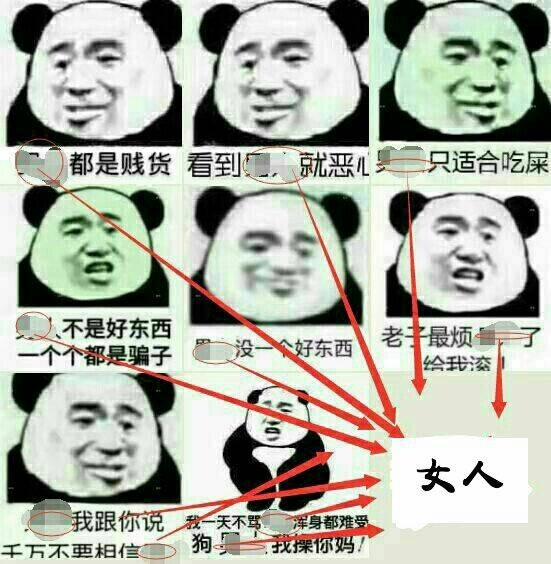 都是贱货
看到 就恶心
只适合吃屎
人不是好东西
一个个都是骗子
没一个好东西
老子最烦 了
给我滚！
我跟你说
千万不要相信
我一天不骂 浑身都难受
狗 我操你妈！
女人